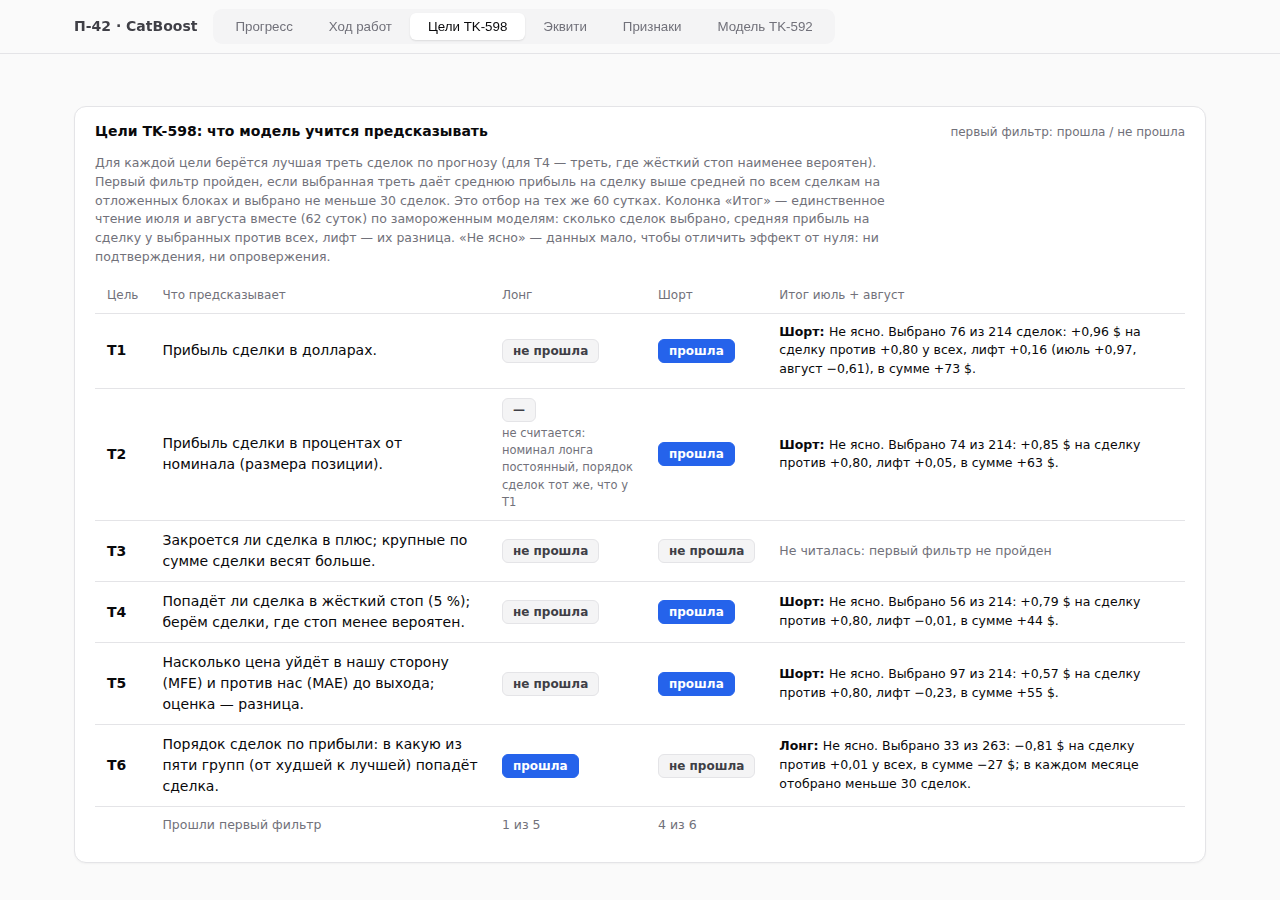 П-42 · CatBoost
Прогресс
Ход работ
Цели TK-598
Эквити
Признаки
Модель TK-592
Цели TK-598: что модель учится предсказывать
первый фильтр: прошла / не прошла
Для каждой цели берётся лучшая треть сделок по прогнозу (для T4 — треть, где жёсткий стоп наименее вероятен).
Первый фильтр пройден, если выбранная треть даёт среднюю прибыль на сделку выше средней по всем сделкам на
отложенных блоках и выбрано не меньше 30 сделок. Это отбор на тех же 60 сутках. Колонка «Итог» — единственное
чтение июля и августа вместе (62 суток) по замороженным моделям: сколько сделок выбрано, средняя прибыль на
сделку у выбранных против всех, лифт — их разница. «Не ясно» — данных мало, чтобы отличить эффект от нуля: ни
подтверждения, ни опровержения.
Цель
Что предсказывает
Лонг
Шорт
Итог июль + август
T1
Прибыль сделки в долларах.
не прошла
прошла
Шорт: Не ясно. Выбрано 76 из 214 сделок: +0,96 $ на
сделку против +0,80 у всех, лифт +0,16 (июль +0,97,
август −0,61), в сумме +73 $.
T2
Прибыль сделки в процентах от
номинала (размера позиции).
—
не считается:
номинал лонга
постоянный, порядок
сделок тот же, что у
T1
прошла
Шорт: Не ясно. Выбрано 74 из 214: +0,85 $ на сделку
против +0,80, лифт +0,05, в сумме +63 $.
T3
Закроется ли сделка в плюс; крупные по
сумме сделки весят больше.
не прошла
не прошла
Не читалась: первый фильтр не пройден
T4
Попадёт ли сделка в жёсткий стоп (5 %);
берём сделки, где стоп менее вероятен.
не прошла
прошла
Шорт: Не ясно. Выбрано 56 из 214: +0,79 $ на сделку
против +0,80, лифт −0,01, в сумме +44 $.
T5
Насколько цена уйдёт в нашу сторону
(MFE) и против нас (MAE) до выхода;
оценка — разница.
не прошла
прошла
Шорт: Не ясно. Выбрано 97 из 214: +0,57 $ на сделку
против +0,80, лифт −0,23, в сумме +55 $.
T6
Порядок сделок по прибыли: в какую из
пяти групп (от худшей к лучшей) попадёт
сделка.
прошла
не прошла
Лонг: Не ясно. Выбрано 33 из 263: −0,81 $ на сделку
против +0,01 у всех, в сумме −27 $; в каждом месяце
отобрано меньше 30 сделок.
Прошли первый фильтр
1 из 5
4 из 6